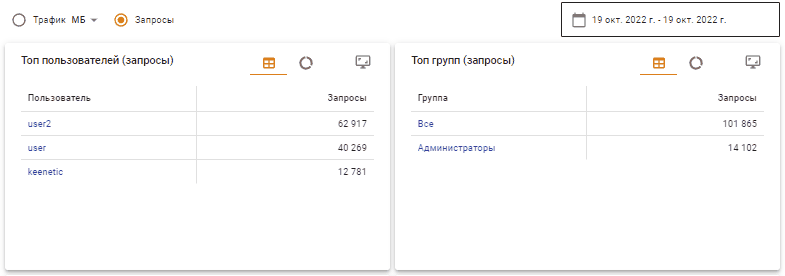 Трафик МБ Запросы 19 окт. 2022 г. - 19 окт. 2022 г.
Топ пользователей (запросы)
Пользователь Запросы
user2 62 917
user 40 269
keenetic 12 781
Топ групп (запросы)
Группа Запросы
Все 101 865
Администраторы 14 102